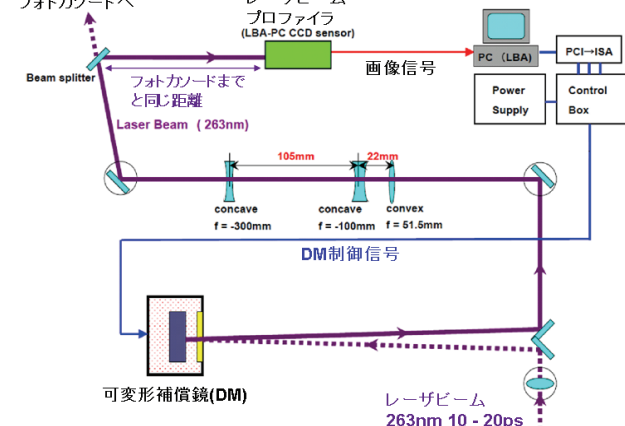 フォトカソードへ
レーザビーム
プロファイラ
(LBA-PC CCD sensor)
画像信号
PC (LBA)
PCI→ISA
Power
Supply
Control
Box
Beam splitter
フォトカソードまで
と同じ距離
Laser Beam ( 263nm)
105mm
22mm
concave
f = -300mm
concave
f = -100mm
convex
f = 51.5mm
DM制御信号
可変形補償鏡(DM)
レーザビーム
263nm 10 - 20ps